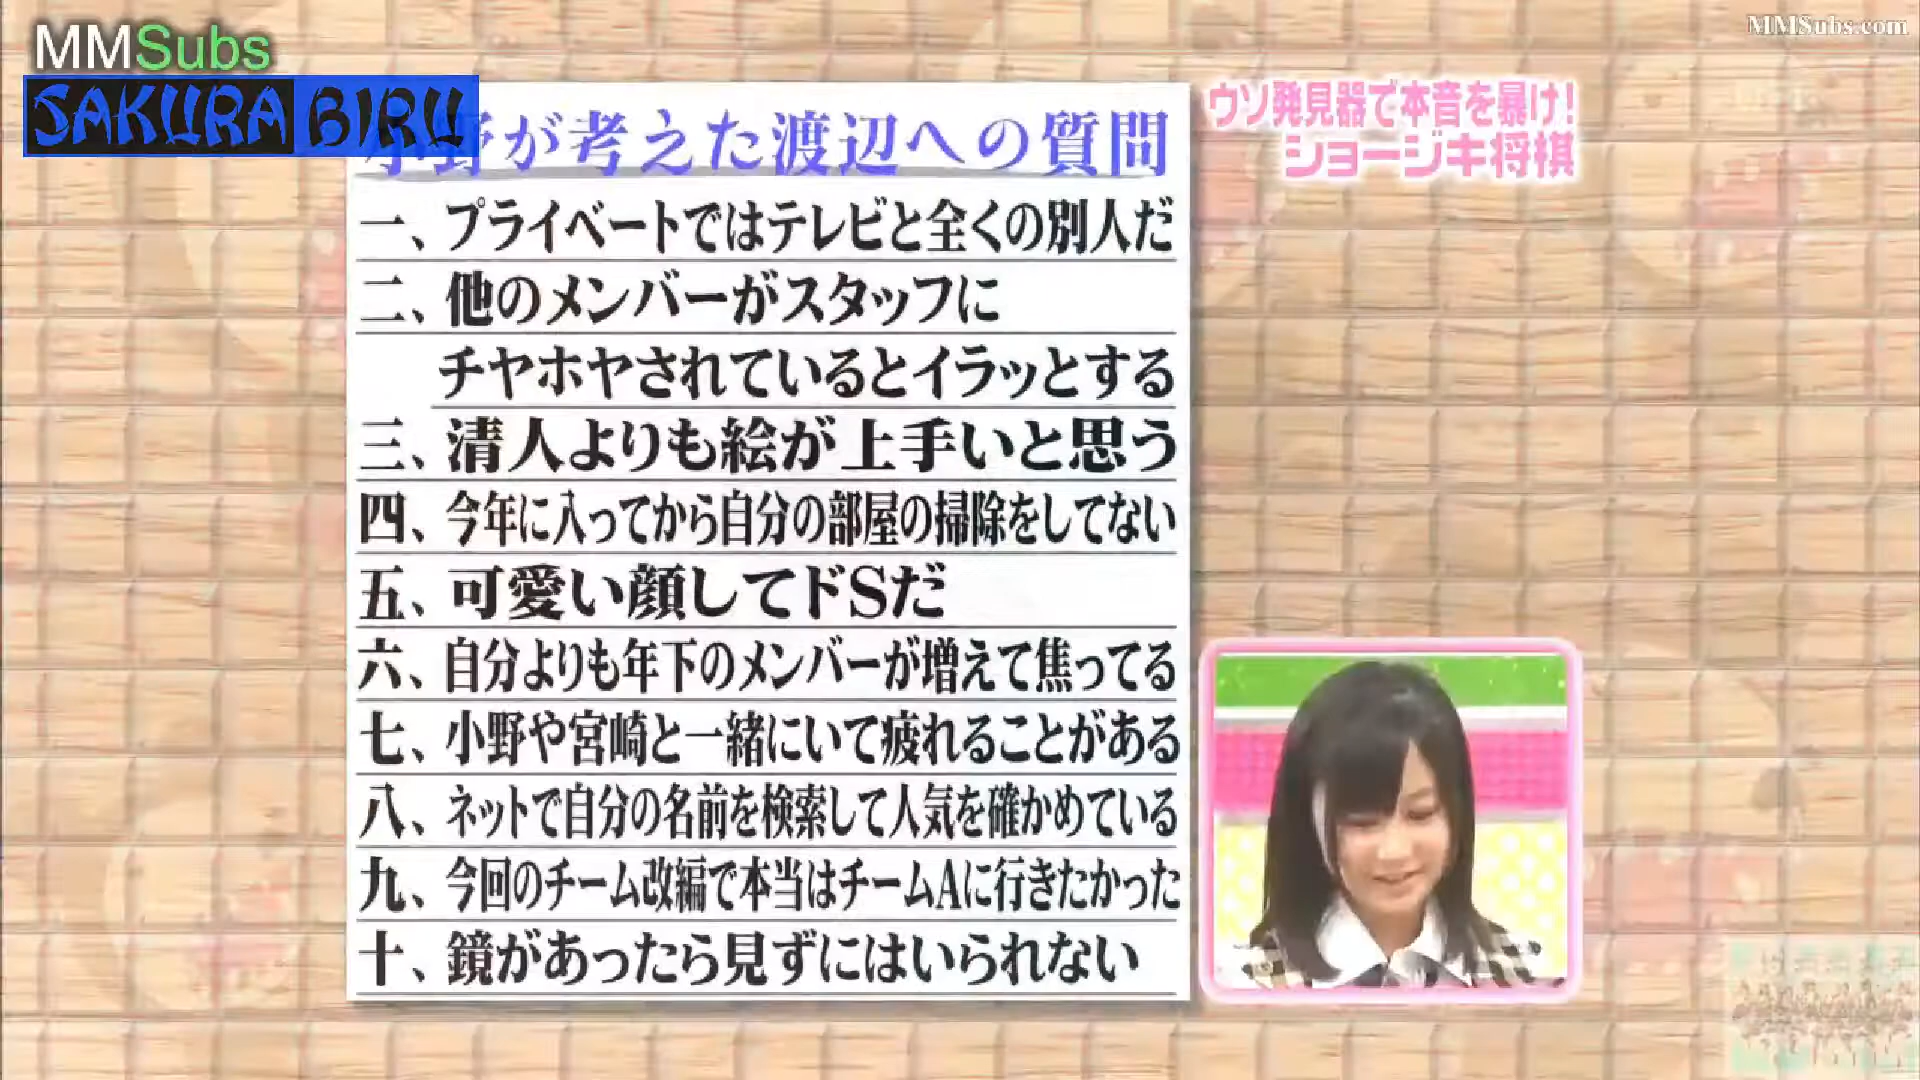 MMSubs
MMSubs.com
SAKURA BIRU
小野が考えた渡辺への質問
ウソ発見器で本音を暴け!
ショージキ将棋
一、プライベートではテレビと全くの別人だ
二、他のメンバーがスタッフに
チヤホヤされているとイラッとする
三、清人よりも絵が上手いと思う
四、今年に入ってから自分の部屋の掃除をしてない
五、可愛い顔してドSだ
六、自分よりも年下のメンバーが増えて焦ってる
七、小野や宮崎と一緒にいて疲れることがある
八、ネットで自分の名前を検索して人気を確かめている
九、今回のチーム改編で本当はチームAに行きたかった
十、鏡があったら見ずにはいられない